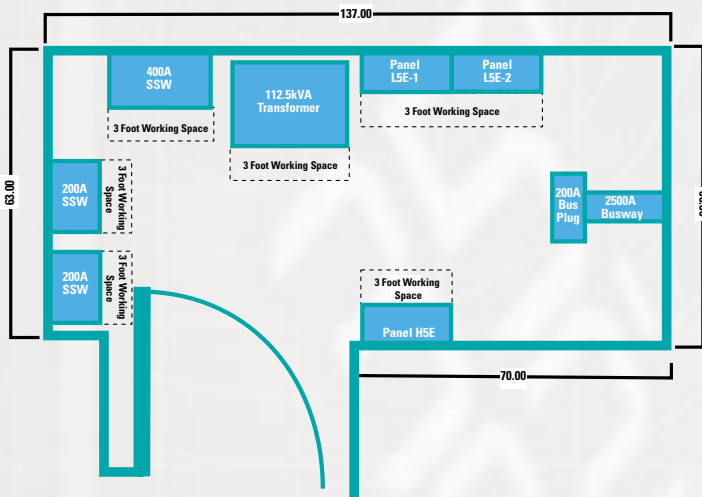 137.00
400A
SSW
112.5kVA
Transformer
Panel
L5E-1
Panel
L5E-2
3 Foot Working Space
3 Foot Working Space
3 Foot Working Space
63.00
200A
SSW
3 Foot Working
Space
200A
Bus
Plug
2500A
Busway
200A
SSW
3 Foot Working
Space
3 Foot Working
Space
Panel H5E
70.00